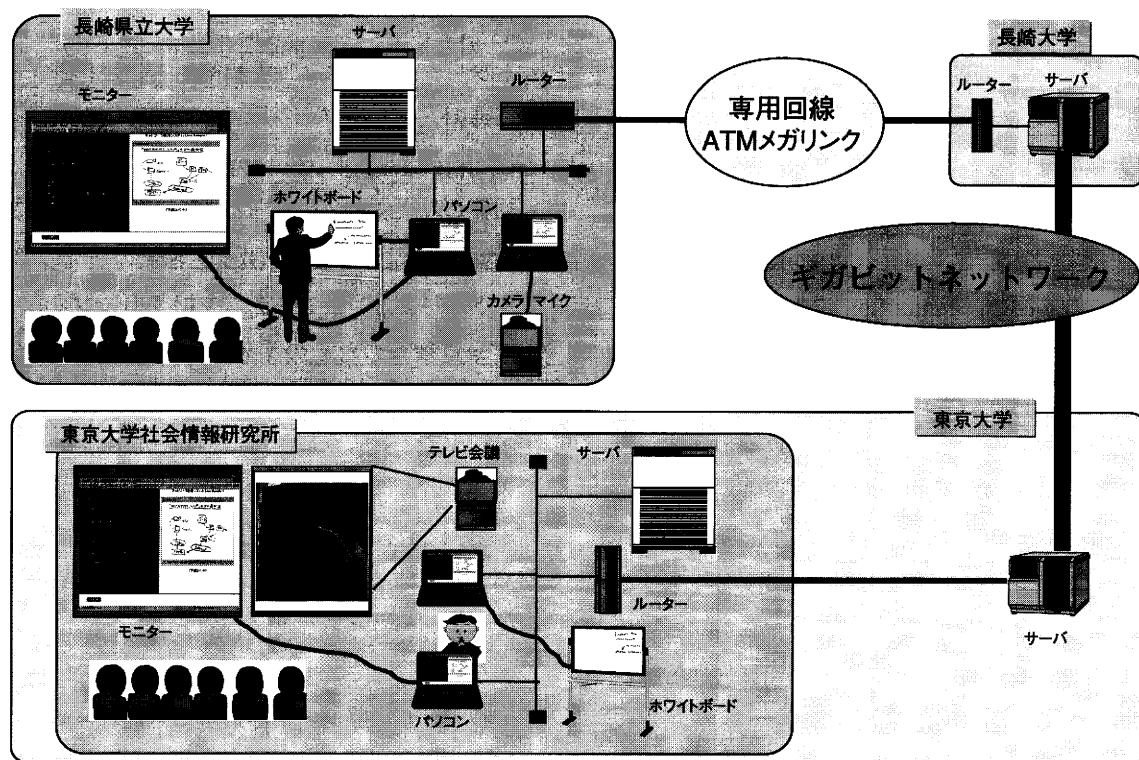 長崎県立大学
サーバ
ルーター
モニター
ホワイトボード
パソコン
カメラ マイク
専用回線
ATMメガリンク
長崎大学
ルーター
サーバ
ギガビットネットワーク
東京大学
東京大学社会情報研究所
テレビ会議
サーバ
ルーター
モニター
パソコン
ホワイトボード
サーバ